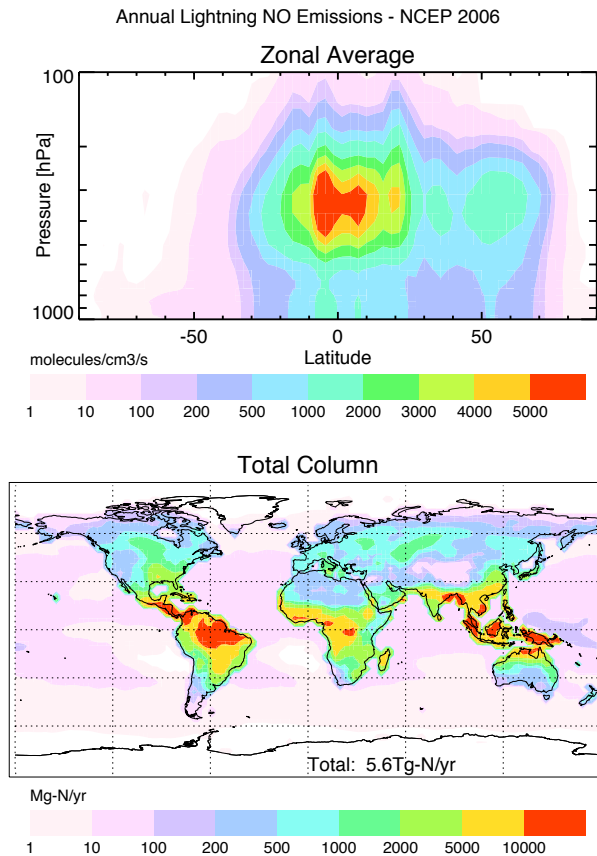 Annual Lightning NO Emissions - NCEP 2006
Zonal Average
100
Pressure [hPa]
1000
-50 0 50
Latitude
molecules/cm3/s
1 10 100 200 500 1000 2000 3000 4000 5000
Total Column
Total: 5.6Tg-N/yr
Mg-N/yr
1 10 100 200 500 1000 2000 5000 10000